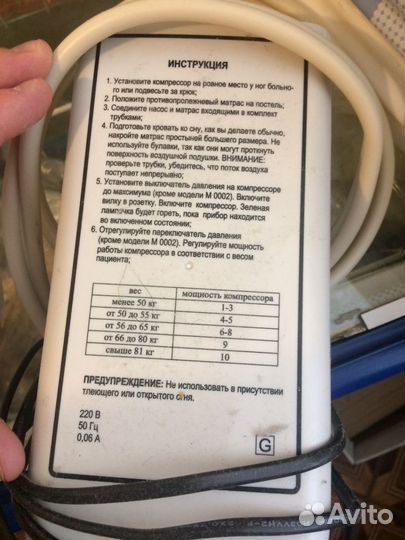 ИНСТРУКЦИЯ
1. Установите компрессор на ровное место у ног больно-
го или подвесьте за крюк;
2. Положите противопролежневый матрас на постель;
3. Соедините насос и матрас входящими в комплект
трубками;
4. Подготовьте кровать ко сну, как вы делаете обычно,
Накройте матрас простыней большего размера. Не
используйте булавки, так как они могут проткнуть
поверхность воздушной подушки. ВНИМАНИЕ:
проверьте трубки, убедитесь, что поток воздуха
поступает непрерывно;
5. Установите выключатель давления на компрессоре
до максимума (кроме модели М 0002). Включите
вилку в розетку. Включите компрессор. Зеленая
лампочка будет гореть, пока прибор находится
во включенном состоянии;
6. Отрегулируйте переключатель давления
(кроме модели М 0002). Регулируйте мощность
работы компрессора в соответствии с весом
пациента;
вес мощность компрессора
менее 50 кг 1-3
от 50 до 55 кг 4-5
от 56 до 65 кг 6-8
от 66 до 80 кг 9
свыше 81 кг 10
ПРЕДУПРЕЖДЕНИЕ: Не использовать в присутствии
тлеющего или открытого огня.
220 В
50 Гц
0,06 А
G
Avito